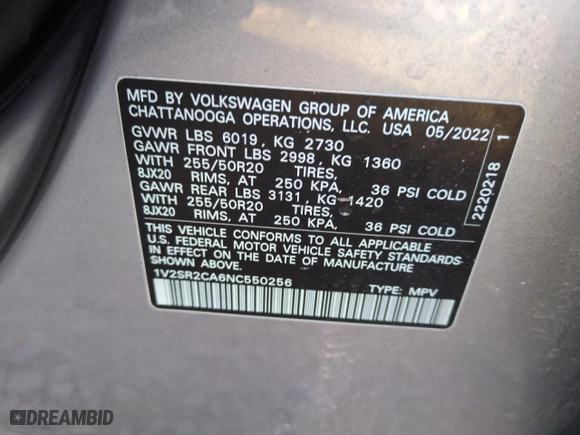 MFD BY VOLKSWAGEN GROUP OF AMERICA
CHATTANOOGA OPERATIONS, LLC. USA 05/2022
GVWR LBS 6019 , KG 2730
GAWR FRONT LBS 2998, KG 1360
WITH 255/50R20 TIRES,
8JX20 RIMS, AT 250 KPA, 36 PSI COLD
GAWR REAR LBS 3131, KG 1420
WITH 255/50R20 TIRES,
8JX20 RIMS, AT 250 KPA, 36 PSI COLD
THIS VEHICLE CONFORMS TO ALL APPLICABLE
U.S. FEDERAL MOTOR VEHICLE SAFETY STANDARDS
IN EFFECT ON THE DATE OF MANUFACTURE
SHOWN ABOVE.
1V2SR2CA6NC550256 TYPE: MPV
2220218 1
DREAMBID